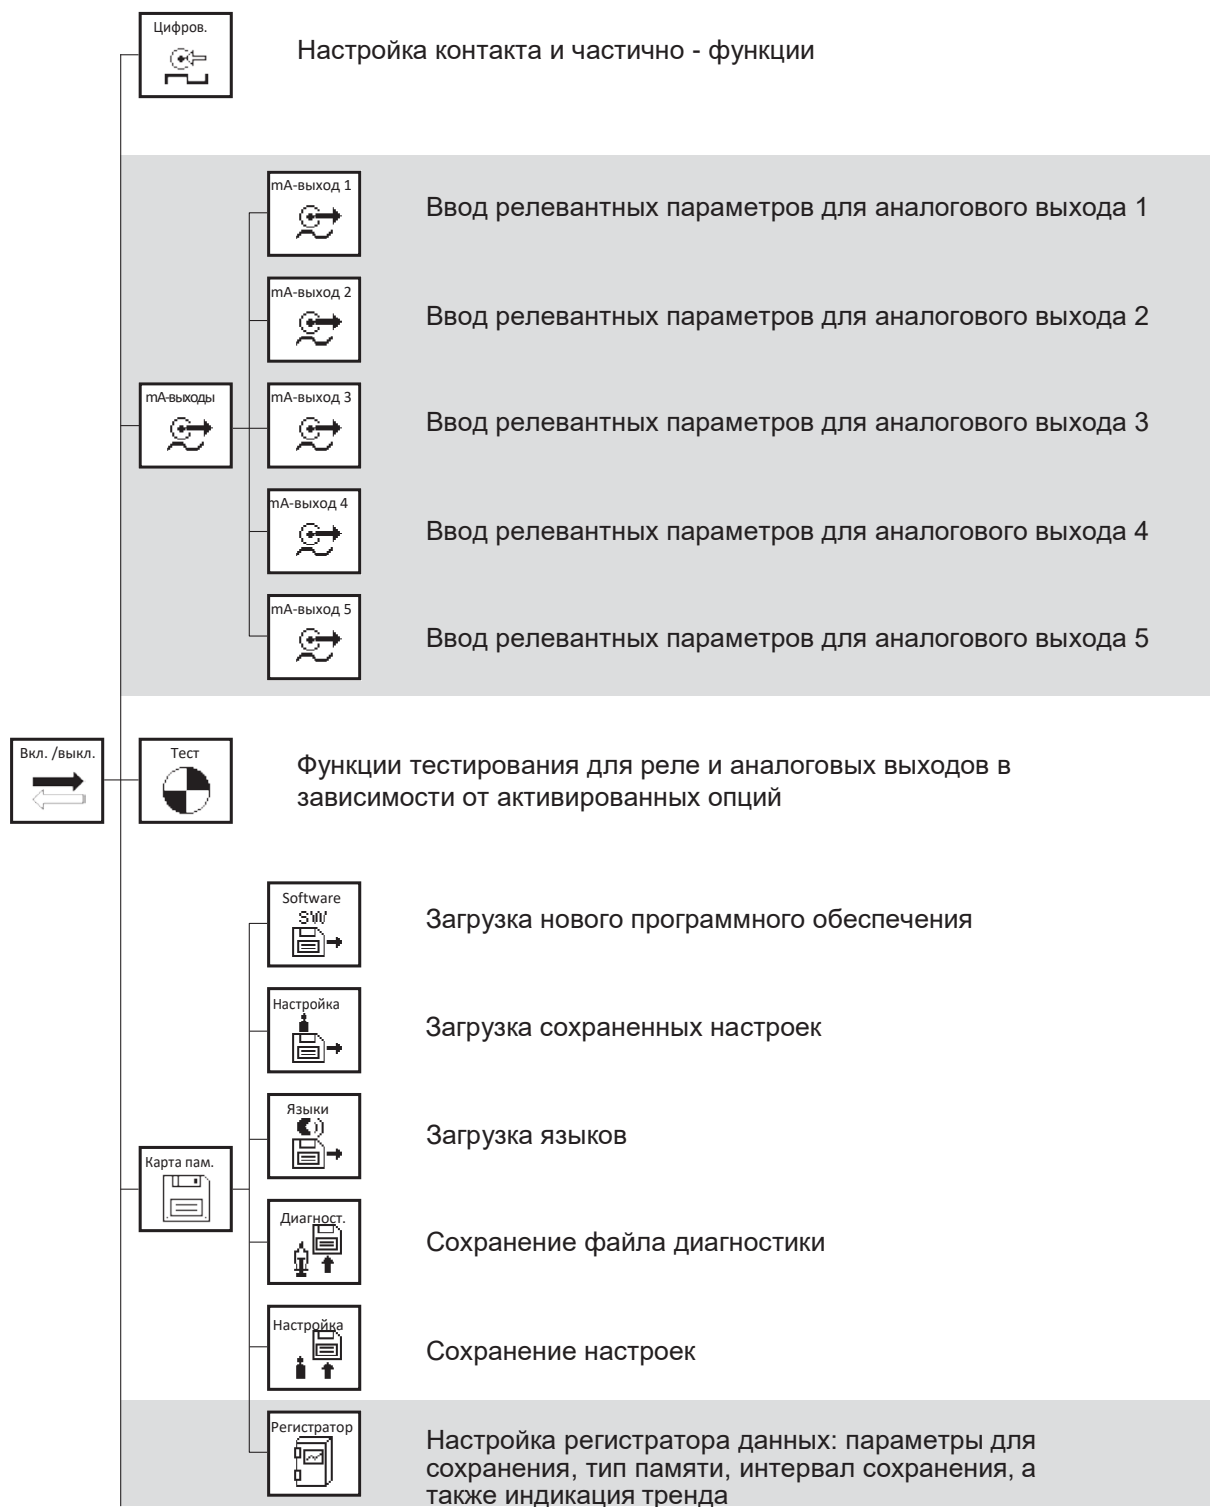 Цифров.
Настройка контакта и частично - функции
mA-выход 1
Ввод релевантных параметров для аналогового выхода 1
mA-выход 2
Ввод релевантных параметров для аналогового выхода 2
mA-выходы
mA-выход 3
Ввод релевантных параметров для аналогового выхода 3
mA-выход 4
Ввод релевантных параметров для аналогового выхода 4
mA-выход 5
Ввод релевантных параметров для аналогового выхода 5
Вкл. /выкл.
Тест
Функции тестирования для реле и аналоговых выходов в
зависимости от активированных опций
Software
SW
Загрузка нового программного обеспечения
Настройка
Загрузка сохраненных настроек
Языки
Загрузка языков
Карта пам.
Диагност.
Сохранение файла диагностики
Настройка
Сохранение настроек
Регистратор
Настройка регистратора данных: параметры для
сохранения, тип памяти, интервал сохранения, а
также индикация тренда